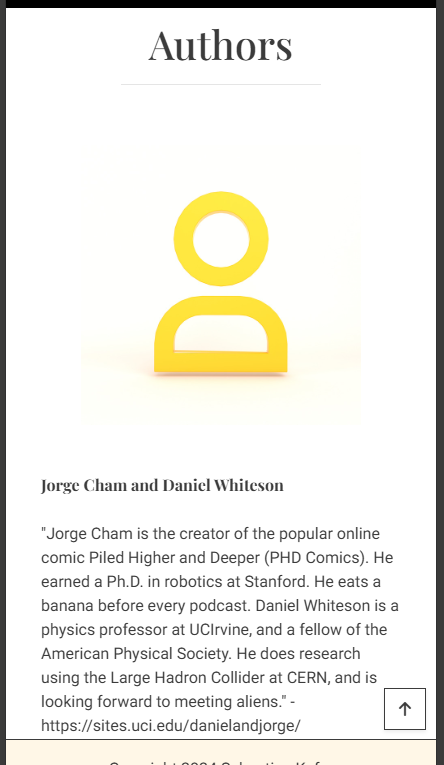 Authors
Jorge Cham and Daniel Whiteson
"Jorge Cham is the creator of the popular online
comic Piled Higher and Deeper (PHD Comics). He
earned a Ph.D. in robotics at Stanford. He eats a
banana before every podcast. Daniel Whiteson is a
physics professor at UCIrvine, and a fellow of the
American Physical Society. He does research
using the Large Hadron Collider at CERN, and is
looking forward to meeting aliens." -
https://sites.uci.edu/danielandjorge/